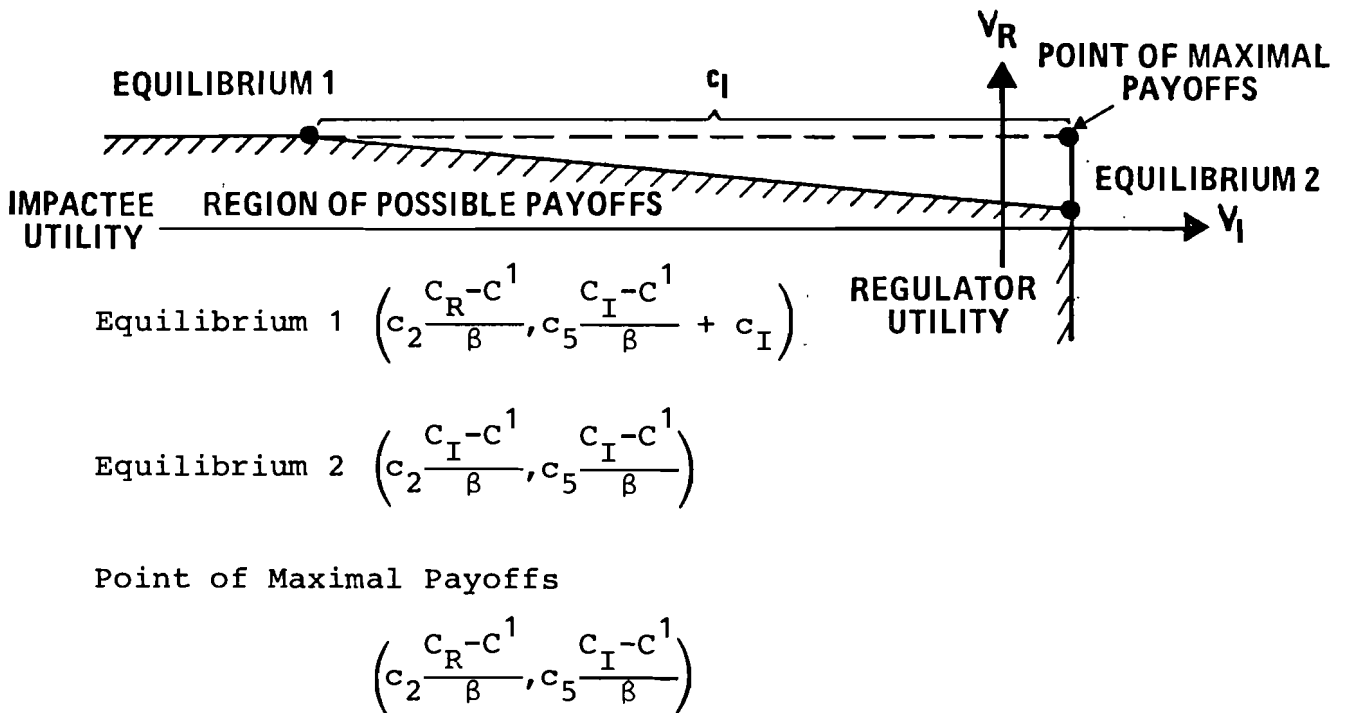 V_R
POINT OF MAXIMAL
PAYOFFS
EQUILIBRIUM 1
c_I
EQUILIBRIUM 2
IMPACTEE
UTILITY
REGION OF POSSIBLE PAYOFFS
V_I
REGULATOR
UTILITY
Equilibrium 1 (c_2 (C_R-C^1)/β, c_5 (C_I-C^1)/β + c_I)
Equilibrium 2 (c_2 (C_I-C^1)/β, c_5 (C_I-C^1)/β)
Point of Maximal Payoffs
(c_2 (C_R-C^1)/β, c_5 (C_I-C^1)/β)